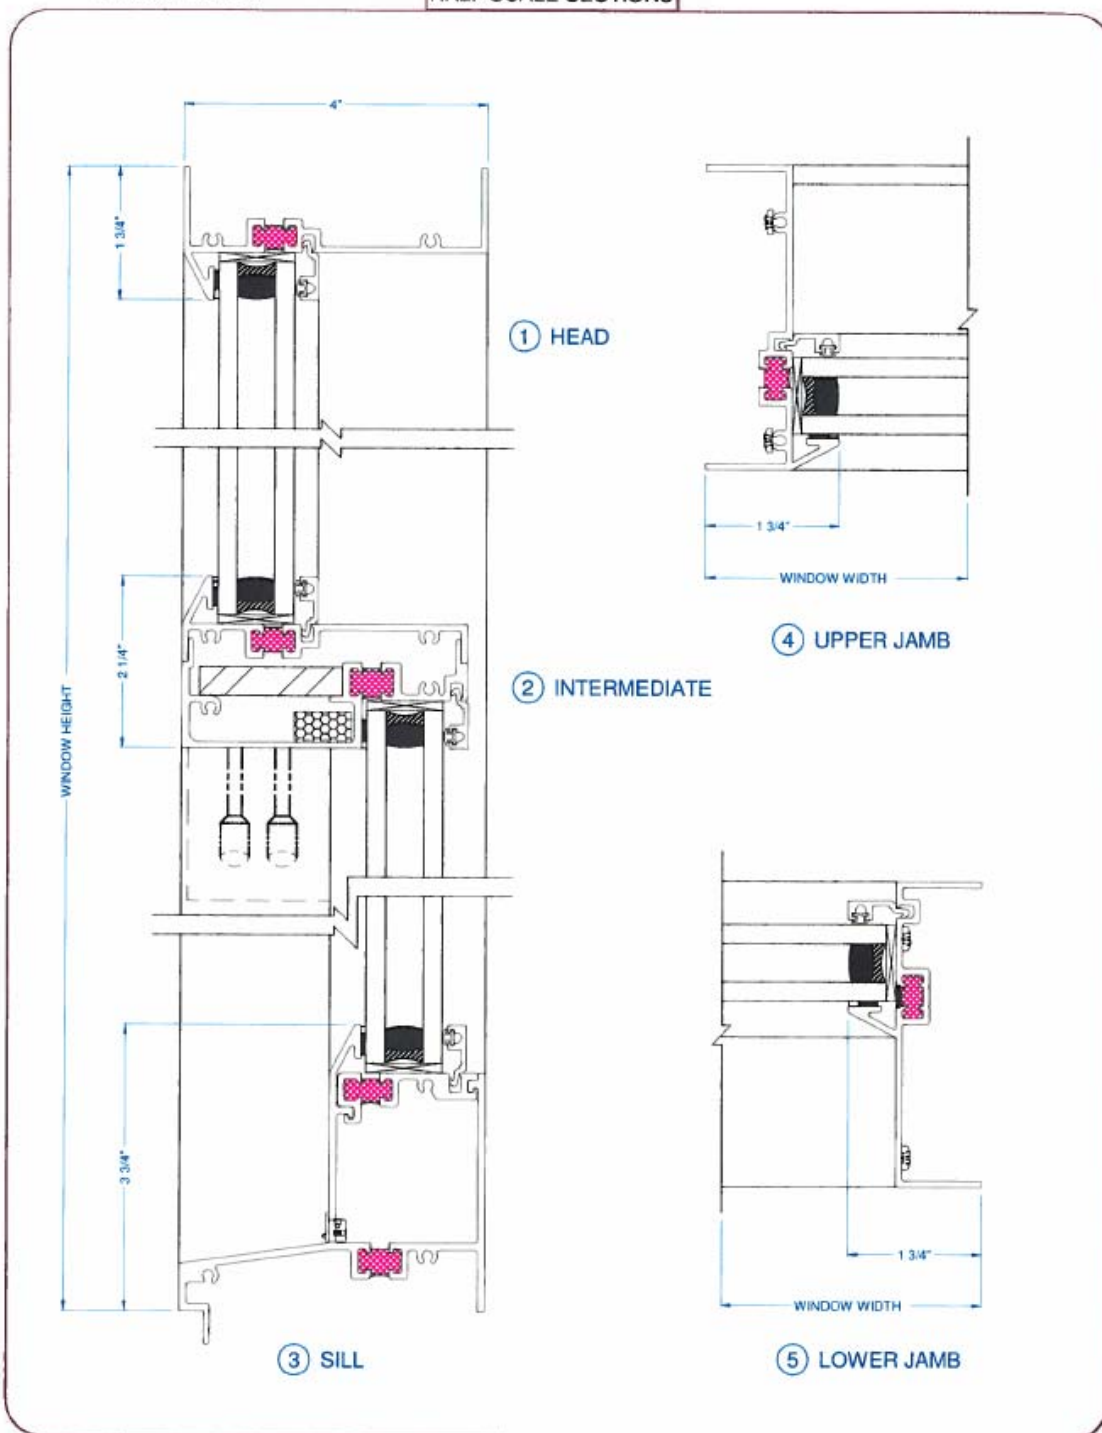 HALF SCALE SECTIONS
4"
1 3/4"
① HEAD
1 3/4"
WINDOW WIDTH
④ UPPER JAMB
2 1/4"
② INTERMEDIATE
WINDOW HEIGHT
3 3/4"
1 3/4"
WINDOW WIDTH
③ SILL
⑤ LOWER JAMB